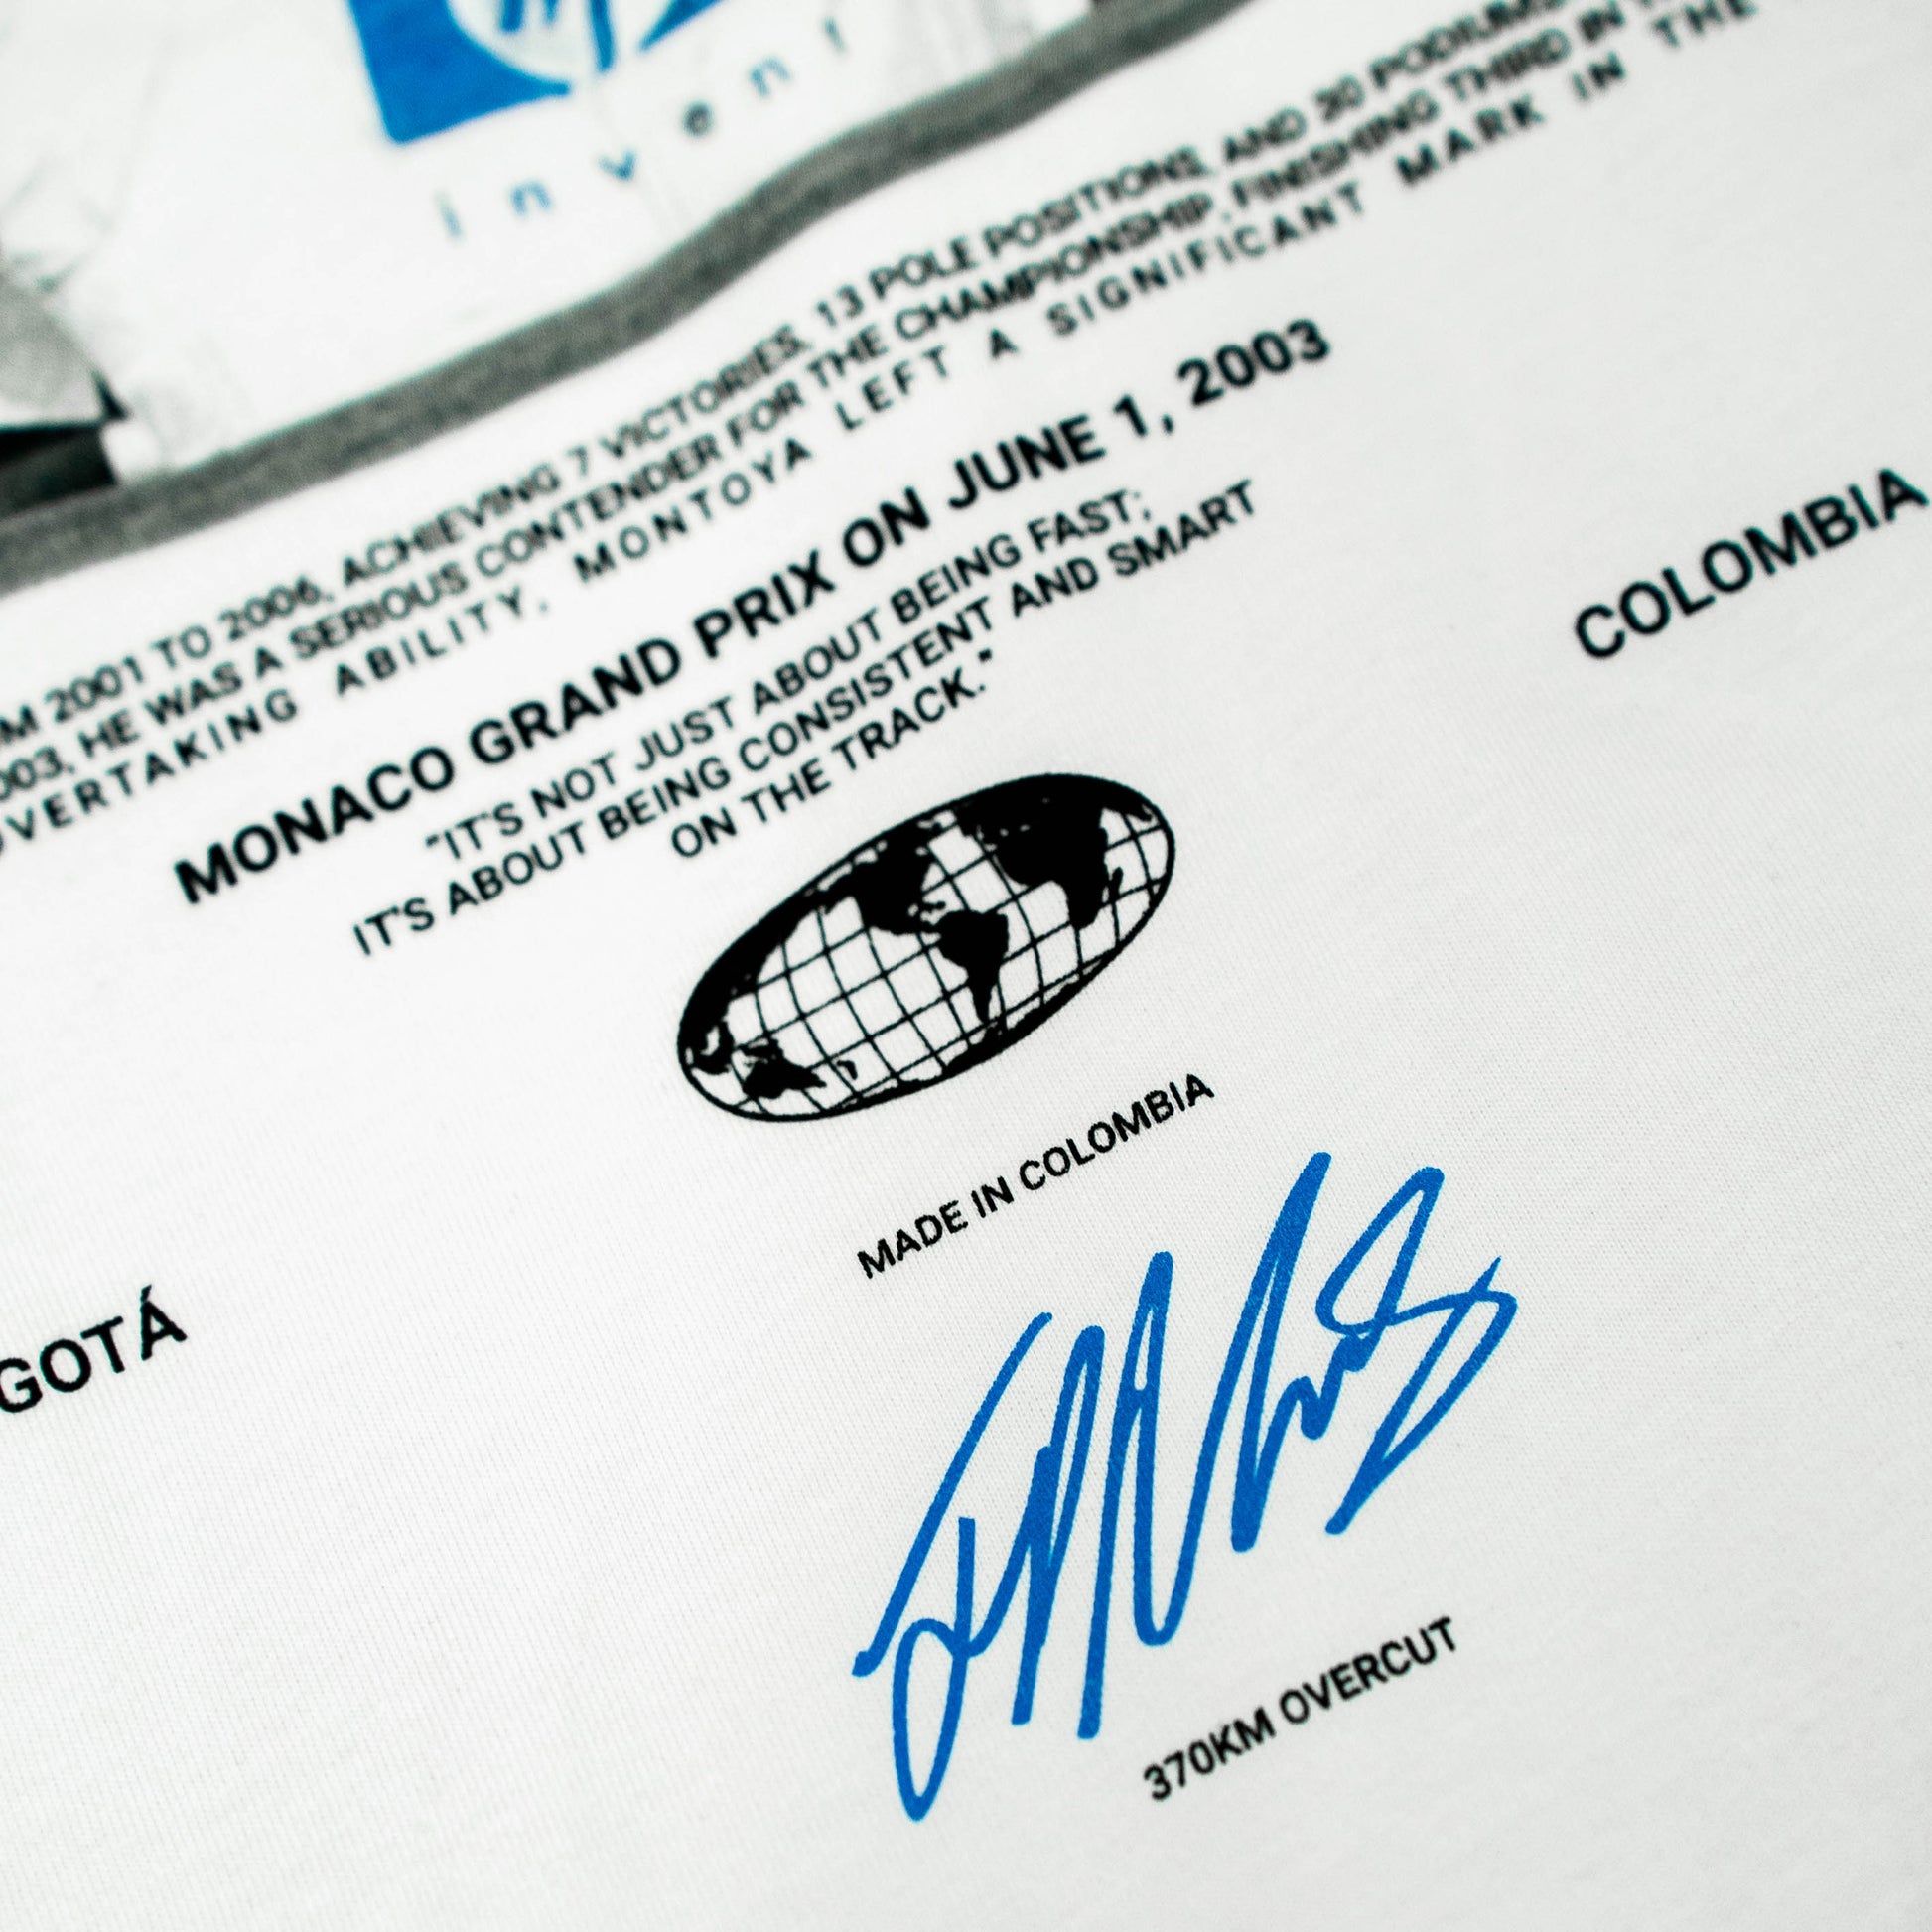 invent
M 2001 TO 2006, ACHIEVING 7 VICTORIES, 13 POLE POSITIONS, AND 30 PODIUMS
003, HE WAS A SERIOUS CONTENDER FOR THE CHAMPIONSHIP, FINISHING THIRD IN
OVERTAKING ABILITY, MONTOYA LEFT A SIGNIFICANT MARK IN THE
MONACO GRAND PRIX ON JUNE 1, 2003
"IT'S NOT JUST ABOUT BEING FAST;
IT'S ABOUT BEING CONSISTENT AND SMART
ON THE TRACK."
COLOMBIA
MADE IN COLOMBIA
GOTÁ
370KM OVERCUT